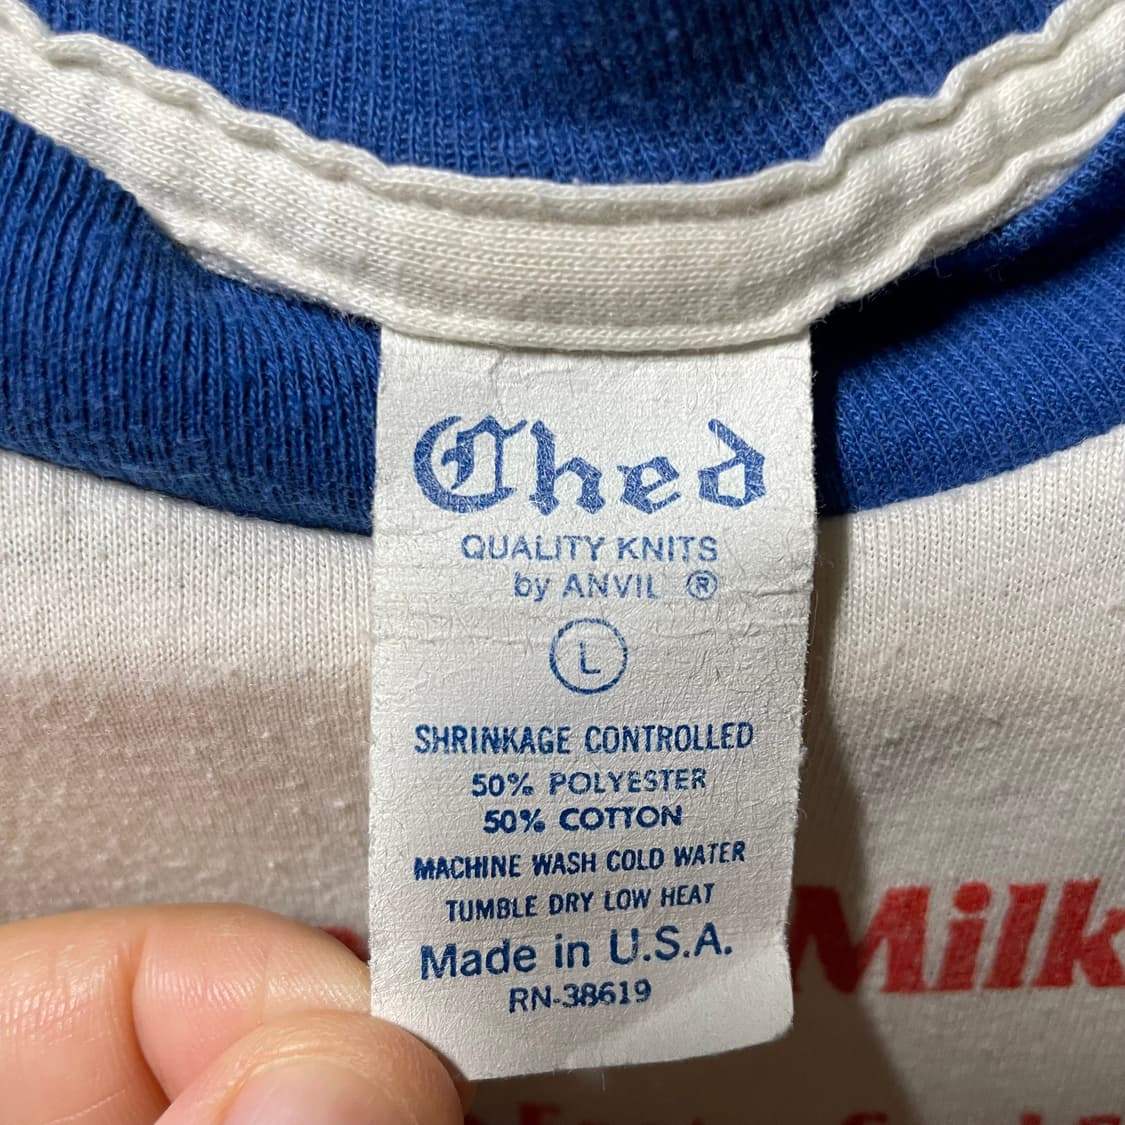 Ched
QUALITY KNITS
by ANVIL ®
L
SHRINKAGE CONTROLLED
50% POLYESTER
50% COTTON
MACHINE WASH COLD WATER
TUMBLE DRY LOW HEAT
Made in U.S.A.
RN-38619
Milk